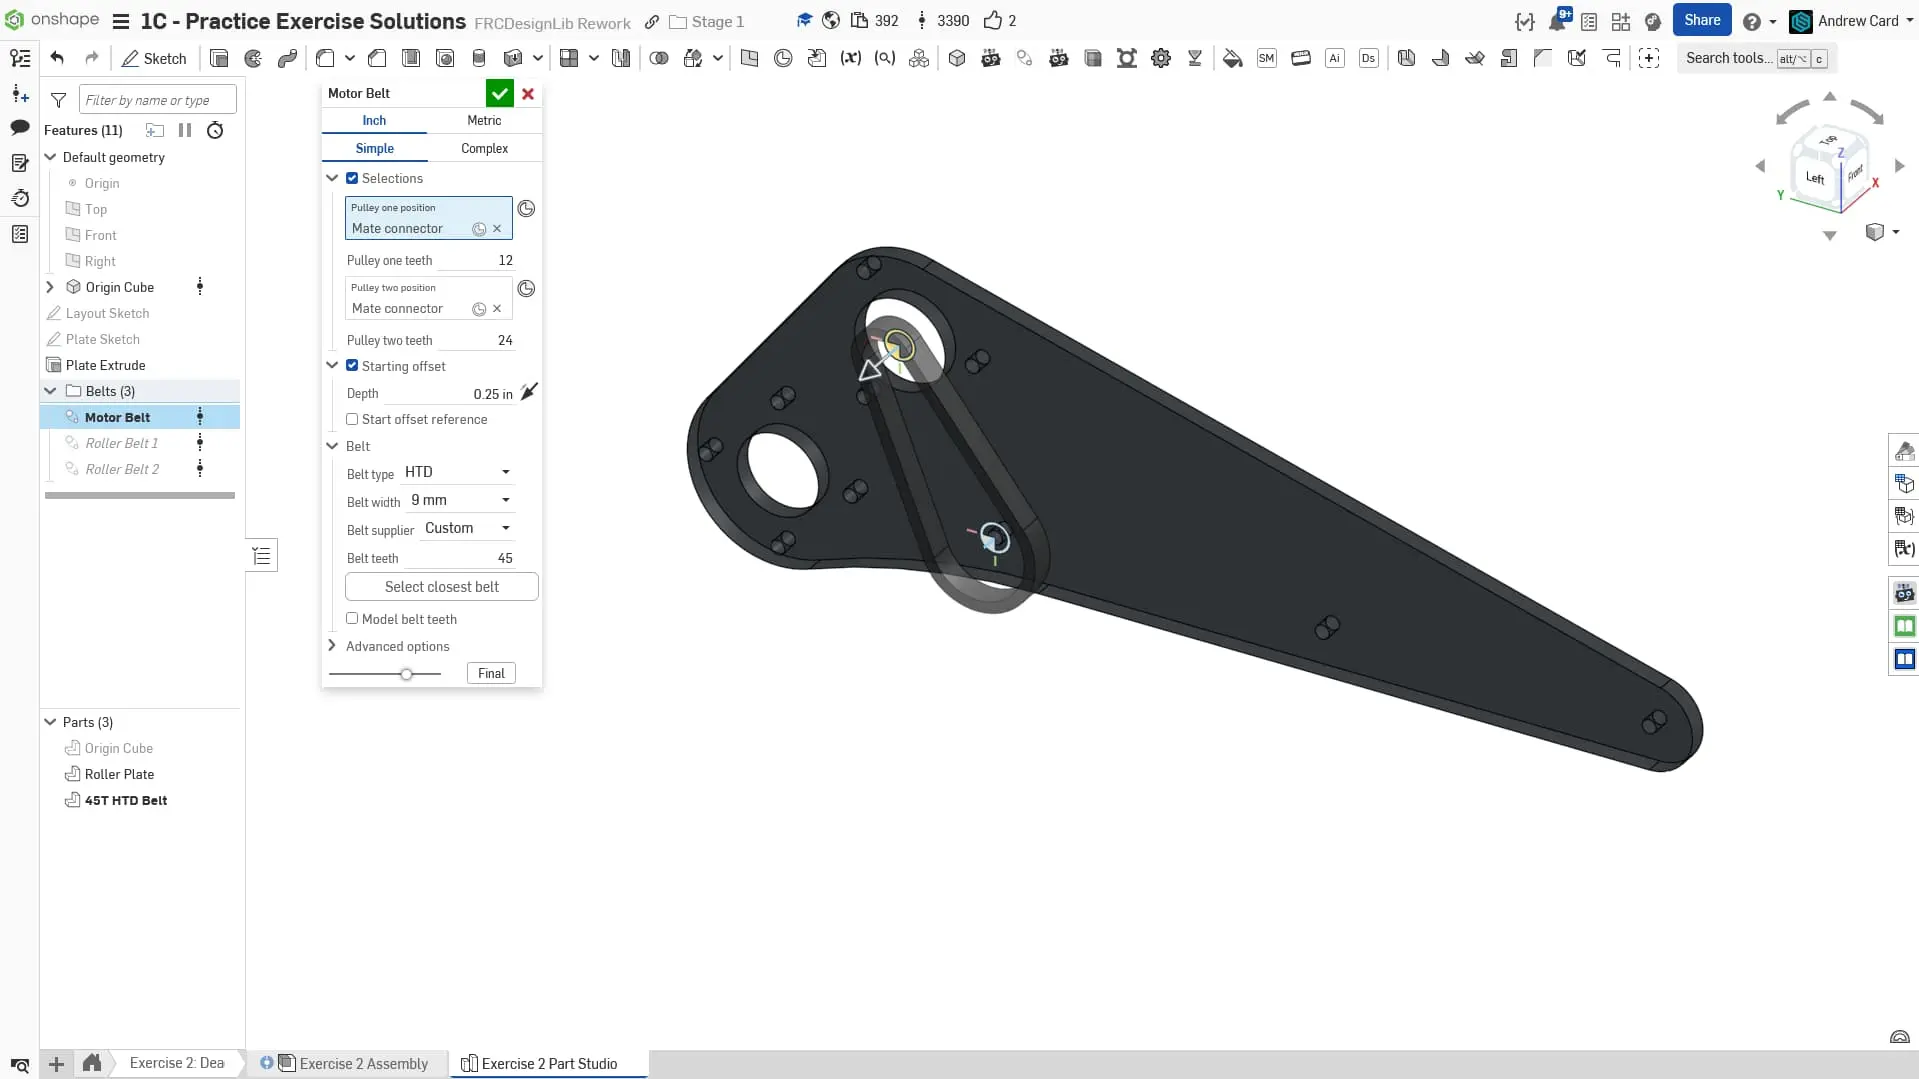 onshape 1C - Practice Exercise Solutions FRCDesignLib Rework Stage 1 392 3390 2 9+ Share Andrew Card
Sketch SM Ai Ds Search tools... alt/⌥ c
Filter by name or type
Features (11)
Default geometry
Origin
Top
Front
Right
Origin Cube
Layout Sketch
Plate Sketch
Plate Extrude
Belts (3)
Motor Belt
Roller Belt 1
Roller Belt 2
Parts (3)
Origin Cube
Roller Plate
45T HTD Belt
Motor Belt
Inch Metric
Simple Complex
Selections
Pulley one position
Mate connector
Pulley one teeth 12
Pulley two position
Mate connector
Pulley two teeth 24
Starting offset
Depth 0.25 in
Start offset reference
Belt
Belt type HTD
Belt width 9 mm
Belt supplier Custom
Belt teeth 45
Select closest belt
Model belt teeth
Advanced options
Final
Top
Z
Left Front
Y X
Exercise 2: Dea Exercise 2 Assembly Exercise 2 Part Studio